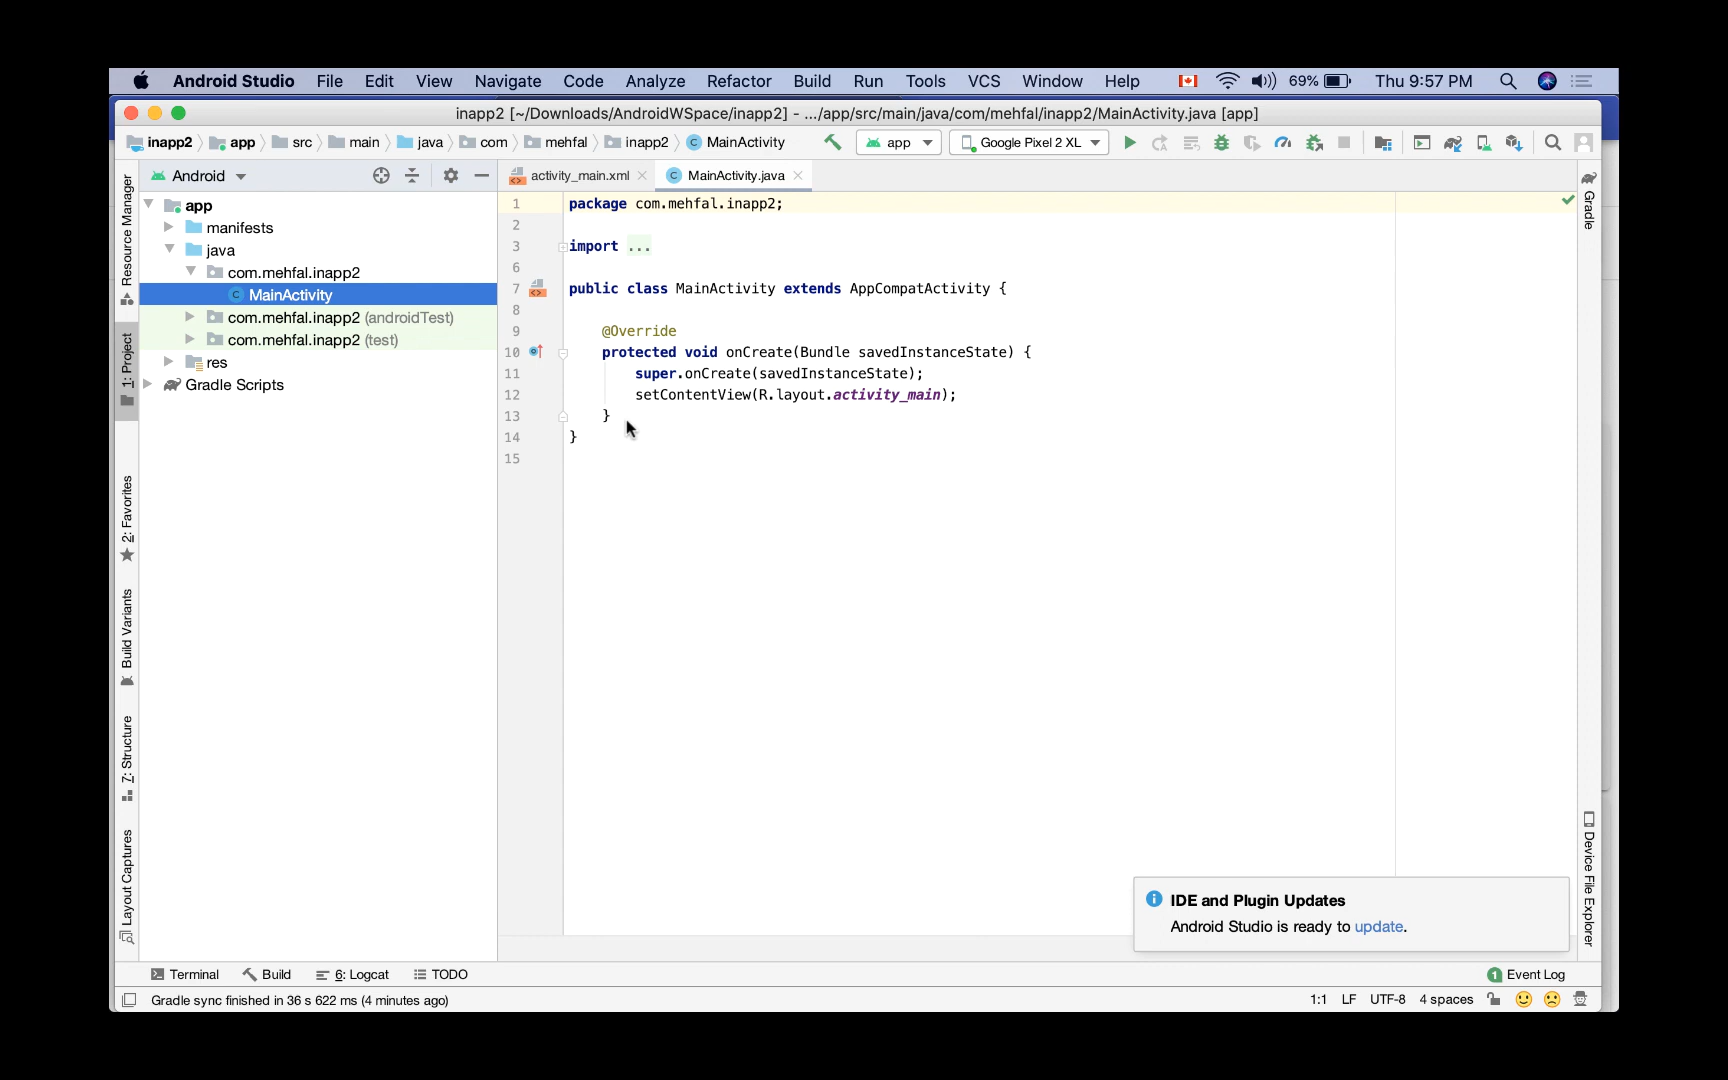 Android Studio File Edit View Navigate Code Analyze Refactor Build Run Tools VCS Window Help 69% Thu 9:57 PM
inapp2 [~/Downloads/AndroidWSpace/inapp2] - .../app/src/main/java/com/mehfal/inapp2/MainActivity.java [app]
inapp2 app src main java com mehfal inapp2 MainActivity app Google Pixel 2 XL
Android
activity_main.xml MainActivity.java
app
manifests
java
com.mehfal.inapp2
MainActivity
com.mehfal.inapp2 (androidTest)
com.mehfal.inapp2 (test)
res
Gradle Scripts
1 package com.mehfal.inapp2;
2
3 import ...
6
7 public class MainActivity extends AppCompatActivity {
8
9 @Override
10 protected void onCreate(Bundle savedInstanceState) {
11 super.onCreate(savedInstanceState);
12 setContentView(R.layout.activity_main);
13 }
14 }
15
Resource Manager
1: Project
2: Favorites
Build Variants
7: Structure
Layout Captures
Gradle
Device File Explorer
IDE and Plugin Updates
Android Studio is ready to update.
Terminal Build 6: Logcat TODO 1 Event Log
Gradle sync finished in 36 s 622 ms (4 minutes ago) 1:1 LF UTF-8 4 spaces